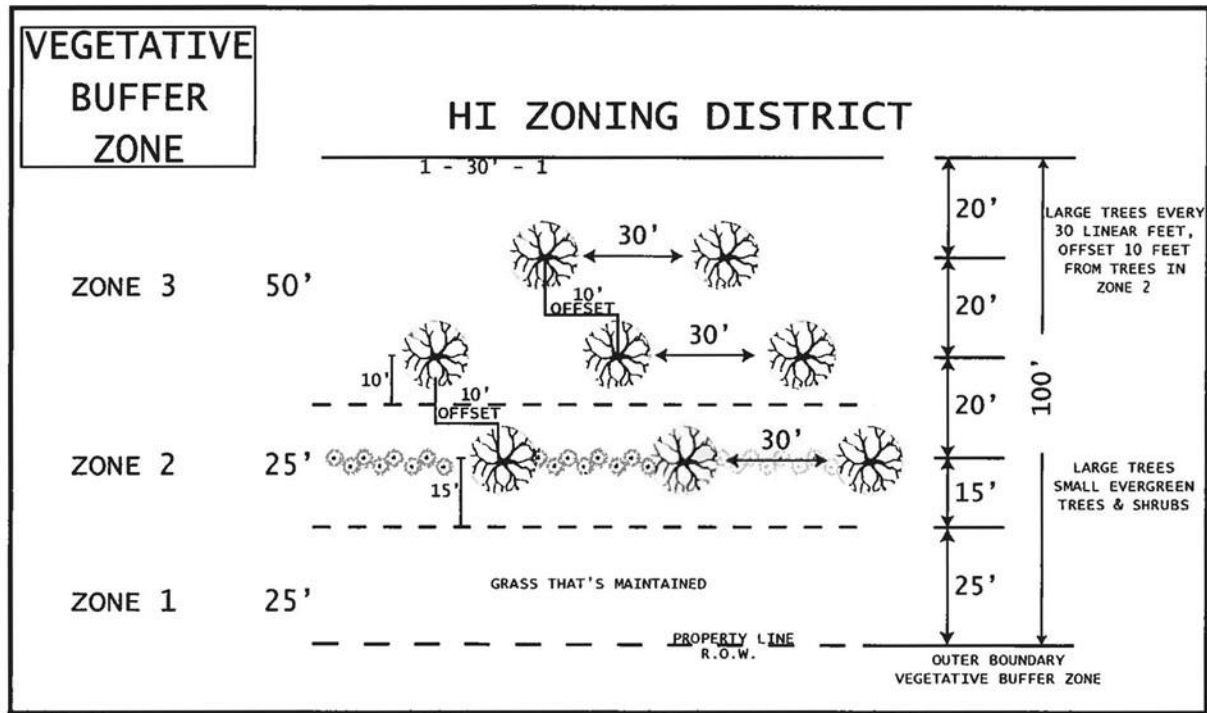 VEGETATIVE
BUFFER
ZONE
HI ZONING DISTRICT
1 - 30' - 1
20'
LARGE TREES EVERY
30 LINEAR FEET,
OFFSET 10 FEET
FROM TREES IN
ZONE 2
30'
ZONE 3 50'
10'
OFFSET
20'
30'
10'
20'
100'
10'
OFFSET
30'
ZONE 2 25'
15'
15'
LARGE TREES
SMALL EVERGREEN
TREES & SHRUBS
GRASS THAT'S MAINTAINED
25'
ZONE 1 25'
PROPERTY LINE
R.O.W.
OUTER BOUNDARY
VEGETATIVE BUFFER ZONE